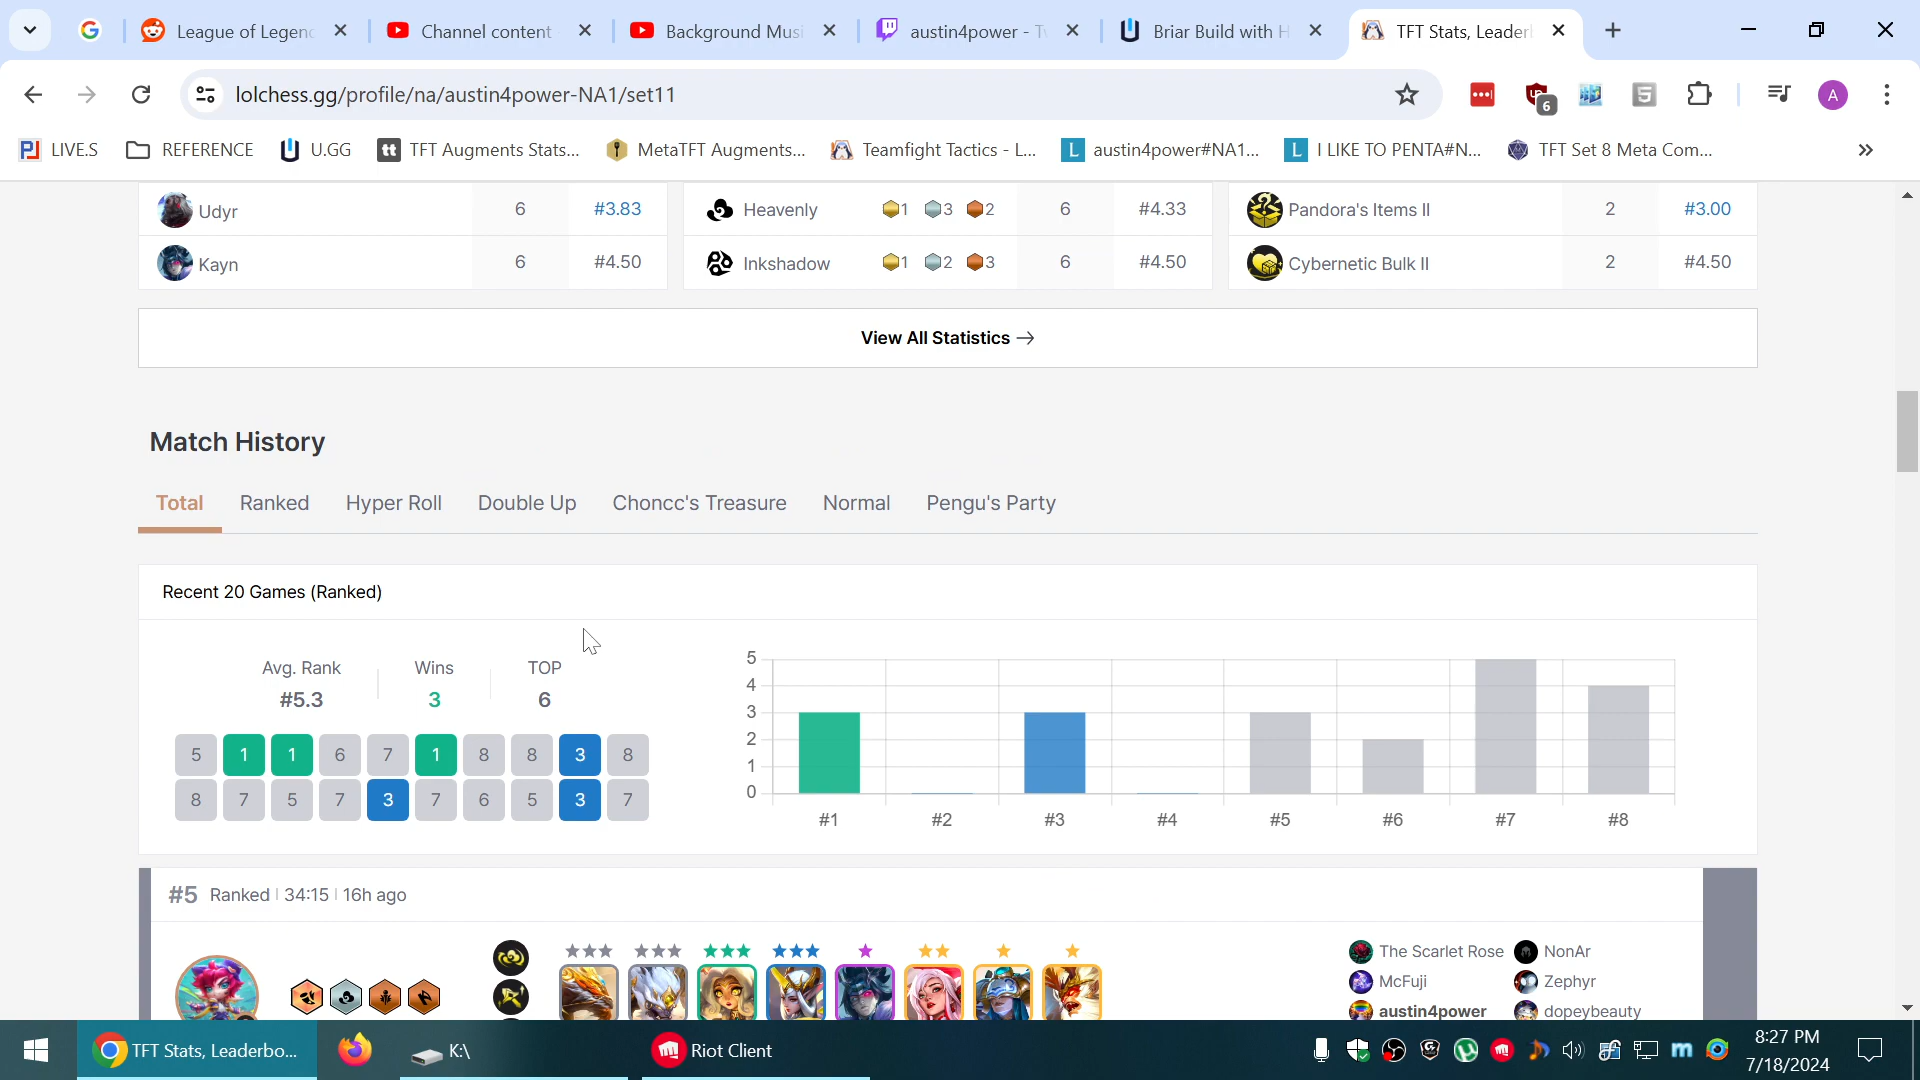 League of Legen
Channel content
Background Musi
austin4power - Tv
Briar Build with H
TFT Stats, Leader
lolchess.gg/profile/na/austin4power-NA1/set11
6
A
LIVE.S
REFERENCE
U.GG
TFT Augments Stats...
MetaTFT Augments...
Teamfight Tactics - L...
austin4power#NA1...
I LIKE TO PENTA#N...
TFT Set 8 Meta Com...
Udyr 6 #3.83 Heavenly 1 3 2 6 #4.33 Pandora's Items II 2 #3.00
Kayn 6 #4.50 Inkshadow 1 2 3 6 #4.50 Cybernetic Bulk II 2 #4.50
View All Statistics →
Match History
Total Ranked Hyper Roll Double Up Choncc's Treasure Normal Pengu's Party
Recent 20 Games (Ranked)
Avg. Rank Wins TOP
#5.3 3 6
5 1 1 6 7 1 8 8 3 8
8 7 5 7 3 7 6 5 3 7
5
4
3
2
1
0
#1 #2 #3 #4 #5 #6 #7 #8
#5 Ranked 34:15 16h ago
The Scarlet Rose NonAr
McFuji Zephyr
austin4power dopeybeauty
TFT Stats, Leaderbo...
K:\
Riot Client
8:27 PM
7/18/2024